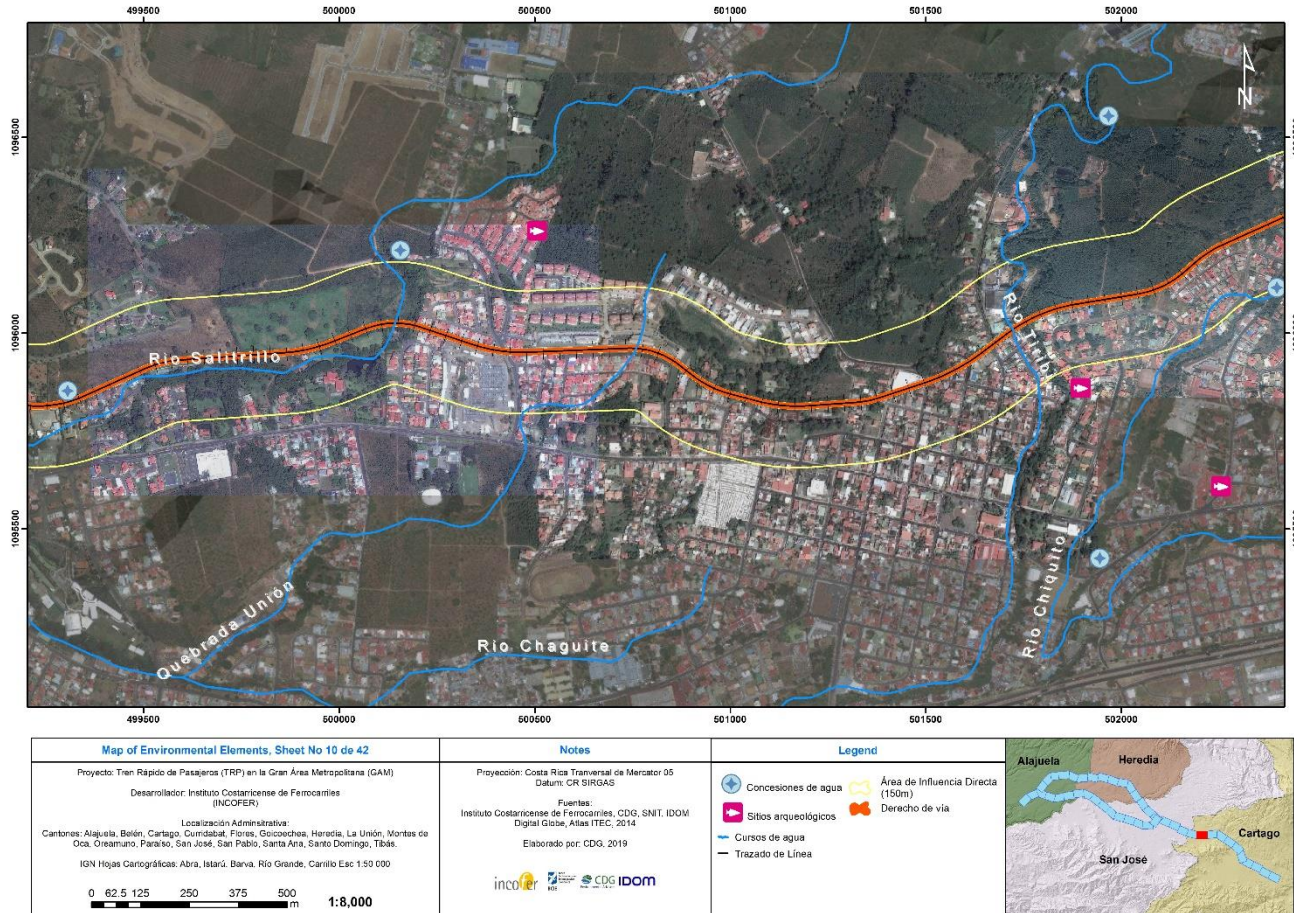 499500 500000 500500 501000 501500 502000
1096500
1096000
1095500
Río Salitrillo
Río Tiribí
Quebrada Unión
Río Chaguite
Río Chiquito
N
499500 500000 500500 501000 501500 502000
Map of Environmental Elements, Sheet No 10 de 42
Proyecto: Tren Rápido de Pasajeros (TRP) en la Gran Área Metropolitana (GAM)
Desarrollador: Instituto Costarricense de Ferrocarriles
(INCOFER)
Localización Administrativa:
Cantones: Alajuela, Belén, Cartago, Curridabat, Flores, Goicoechea, Heredia, La Unión, Montes de
Oca, Oreamuno, Paraíso, San José, San Pablo, Santa Ana, Santo Domingo, Tibás.
IGN Hojas Cartográficas: Abra, Istarú, Barva, Río Grande, Carrillo Esc 1:50 000
0 62.5 125 250 375 500
m
1:8,000
Notes
Proyección: Costa Rica Tranversal de Mercator 05
Datum: CR SIRGAS
Fuentes:
Instituto Costarricense de Ferrocarriles, CDG, SNIT, IDOM
Digital Globe, Atlas ITEC, 2014
Elaborado por: CDG, 2019
incofer
CDG
IDOM
Legend
Concesiones de agua
Sitios arqueológicos
Cursos de agua
Trazado de Línea
Área de Influencia Directa
(150m)
Derecho de vía
Alajuela
Heredia
San José
Cartago